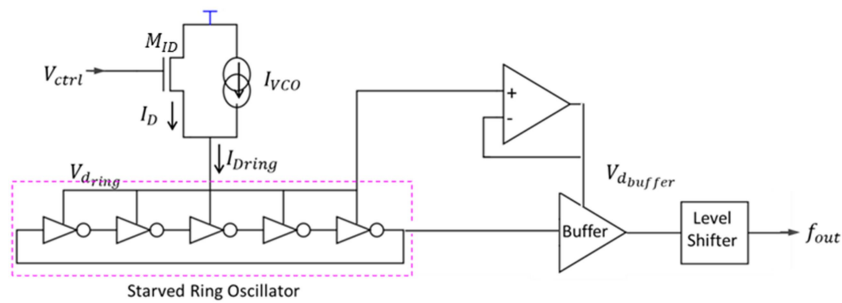 M_ID
V_ctrl
I_VCO
I_D
+
-
I_Dring
V_dring
V_dbuffer
Buffer
Level
Shifter
f_out
Starved Ring Oscillator